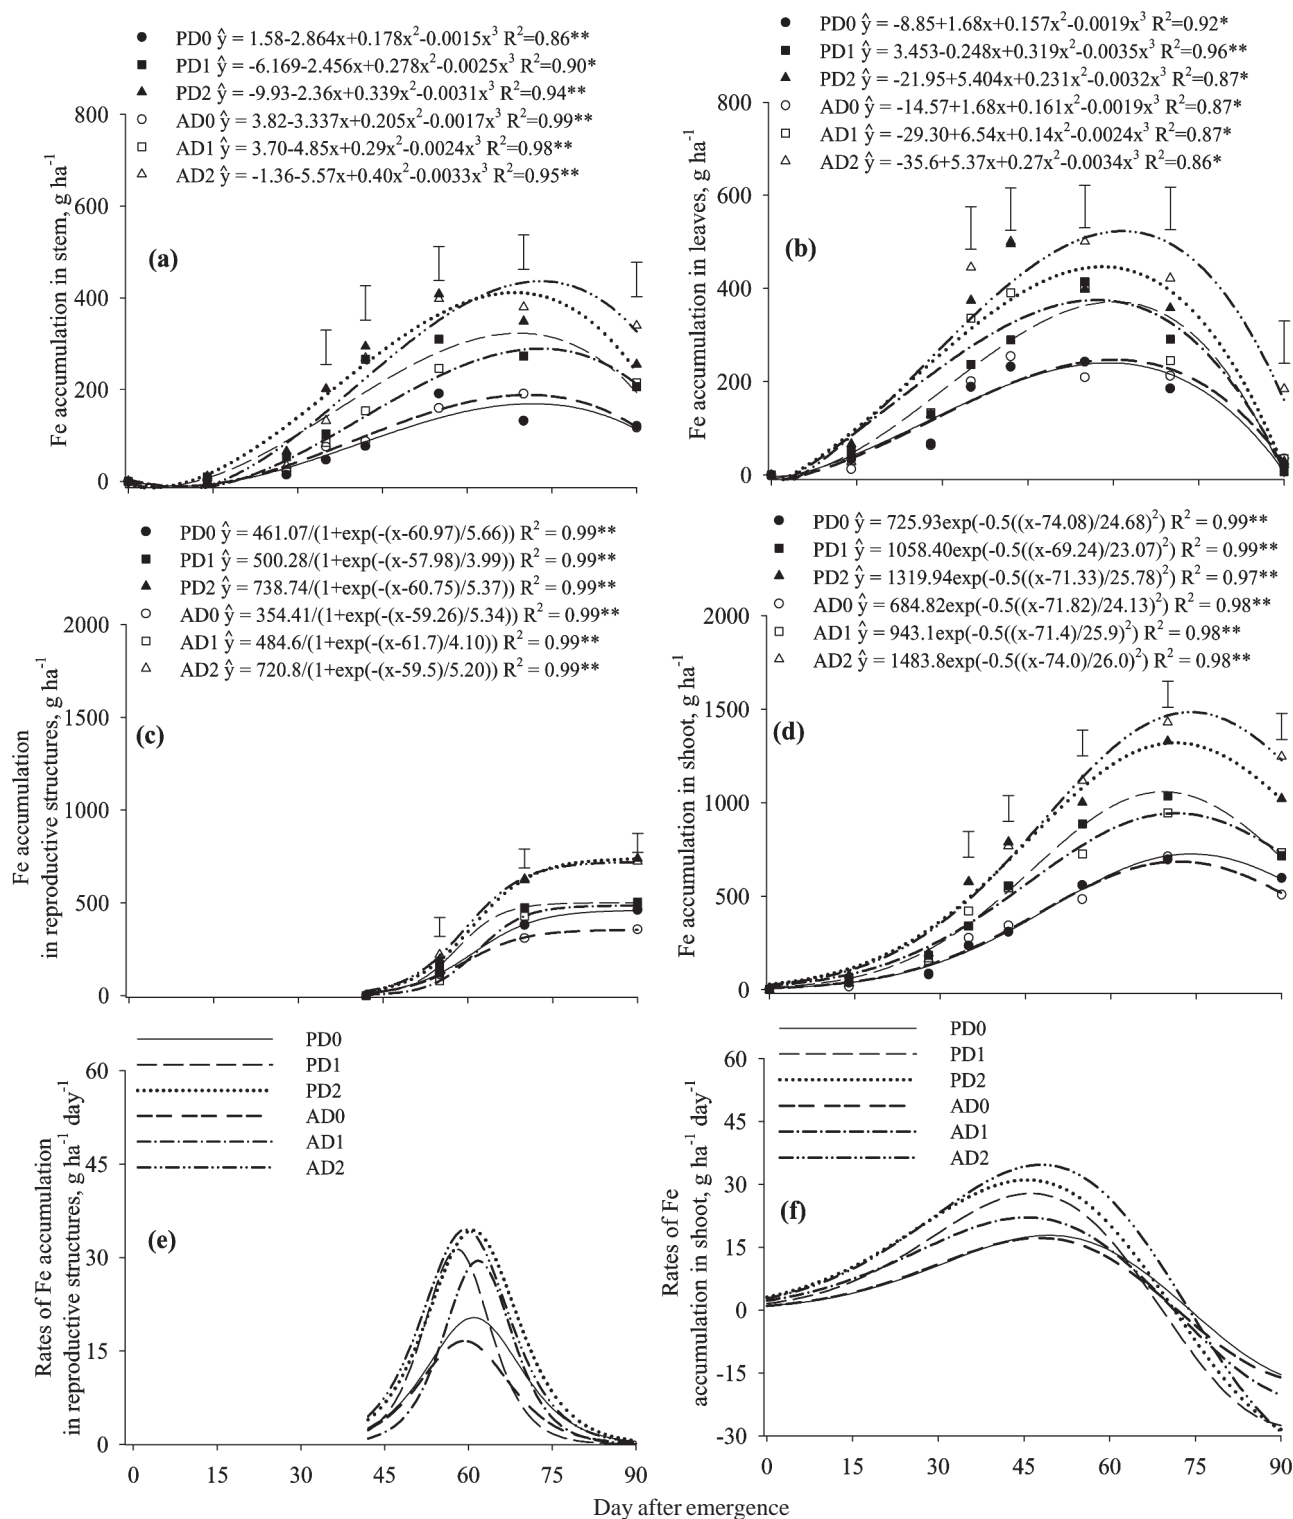 PD0 ŷ = 1.58-2.864x+0.178x²-0.0015x³ R²=0.86**
PD1 ŷ = -6.169-2.456x+0.278x²-0.0025x³ R²=0.90*
PD2 ŷ = -9.93-2.36x+0.339x²-0.0031x³ R²=0.94**
AD0 ŷ = 3.82-3.337x+0.205x²-0.0017x³ R²=0.99**
AD1 ŷ = 3.70-4.85x+0.29x²-0.0024x³ R²=0.98**
AD2 ŷ = -1.36-5.57x+0.40x²-0.0033x³ R²=0.95**
800
600
400
200
0
Fe accumulation in stem, g ha⁻¹
(a)
PD0 ŷ = -8.85+1.68x+0.157x²-0.0019x³ R²=0.92*
PD1 ŷ = 3.453-0.248x+0.319x²-0.0035x³ R²=0.96**
PD2 ŷ = -21.95+5.404x+0.231x²-0.0032x³ R²=0.87*
AD0 ŷ = -14.57+1.68x+0.161x²-0.0019x³ R²=0.87*
AD1 ŷ = -29.30+6.54x+0.14x²-0.0024x³ R²=0.87*
AD2 ŷ = -35.6+5.37x+0.27x²-0.0034x³ R²=0.86*
800
600
400
200
0
Fe accumulation in leaves, g ha⁻¹
(b)
PD0 ŷ = 461.07/(1+exp(-(x-60.97)/5.66)) R² = 0.99**
PD1 ŷ = 500.28/(1+exp(-(x-57.98)/3.99)) R² = 0.99**
PD2 ŷ = 738.74/(1+exp(-(x-60.75)/5.37)) R² = 0.99**
AD0 ŷ = 354.41/(1+exp(-(x-59.26)/5.34)) R² = 0.99**
AD1 ŷ = 484.6/(1+exp(-(x-61.7)/4.10)) R² = 0.99**
AD2 ŷ = 720.8/(1+exp(-(x-59.5)/5.20)) R² = 0.99**
2000
1500
1000
500
0
Fe accumulation
in reproductive structures, g ha⁻¹
(c)
PD0 ŷ = 725.93exp(-0.5((x-74.08)/24.68)²) R² = 0.99**
PD1 ŷ = 1058.40exp(-0.5((x-69.24)/23.07)²) R² = 0.99**
PD2 ŷ = 1319.94exp(-0.5((x-71.33)/25.78)²) R² = 0.97**
AD0 ŷ = 684.82exp(-0.5((x-71.82)/24.13)²) R² = 0.98**
AD1 ŷ = 943.1exp(-0.5((x-71.4)/25.9)²) R² = 0.98**
AD2 ŷ = 1483.8exp(-0.5((x-74.0)/26.0)²) R² = 0.98**
2000
1500
1000
500
0
Fe accumulation in shoot, g ha⁻¹
(d)
PD0
PD1
PD2
AD0
AD1
AD2
60
45
30
15
0
Rates of Fe accumulation
in reproductive structures, g ha⁻¹ day⁻¹
(e)
0 15 30 45 60 75 90
PD0
PD1
PD2
AD0
AD1
AD2
60
45
30
15
0
-15
-30
Rates of Fe
accumulation in shoot, g ha⁻¹ day⁻¹
(f)
0 15 30 45 60 75 90
Day after emergence